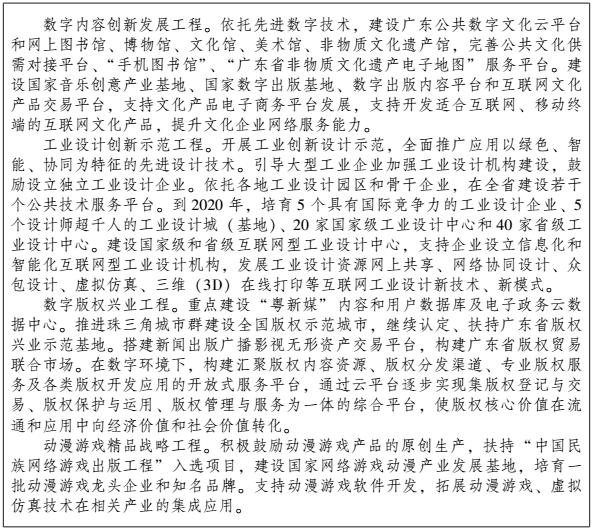 数字内容创新发展工程。依托先进数字技术，建设广东公共数字文化云平台
和网上图书馆、博物馆、文化馆、美术馆、非物质文化遗产馆，完善公共文化供
需对接平台、“手机图书馆”、“广东省非物质文化遗产电子地图”服务平台。建
设国家音乐创意产业基地、国家数字出版基地、数字出版内容平台和互联网文化
产品交易平台，支持文化产品电子商务平台发展，支持开发适合互联网、移动终
端的互联网文化产品，提升文化企业网络服务能力。
工业设计创新示范工程。开展工业创新设计示范，全面推广应用以绿色、智
能、协同为特征的先进设计技术。引导大型工业企业加强工业设计机构建设，鼓
励设立独立工业设计企业。依托各地工业设计园区和骨干企业，在全省建设若干
个公共技术服务平台。到2020年，培育5个具有国际竞争力的工业设计企业、5
个设计师超千人的工业设计城（基地）、20家国家级工业设计中心和40家省级工
业设计中心。建设国家级和省级互联网型工业设计中心，支持企业设立信息化和
智能化互联网型工业设计机构，发展工业设计资源网上共享、网络协同设计、众
包设计、虚拟仿真、三维（3D）在线打印等互联网工业设计新技术、新模式。
数字版权兴业工程。重点建设“粤新媒”内容和用户数据库及电子政务云数
据中心。推进珠三角城市群建设全国版权示范城市，继续认定、扶持广东省版权
兴业示范基地。搭建新闻出版广播影视无形资产交易平台，构建广东省版权贸易
联合市场。在数字环境下，构建汇聚版权内容资源、版权分发渠道、专业版权服
务及各类版权开发应用的开放式服务平台，通过云平台逐步实现集版权登记与交
易、版权保护与运用、版权管理与服务为一体的综合平台，使版权核心价值在流
通和应用中向经济价值和社会价值转化。
动漫游戏精品战略工程。积极鼓励动漫游戏产品的原创生产，扶持“中国民
族网络游戏出版工程”入选项目，建设国家网络游戏动漫产业发展基地，培育一
批动漫游戏龙头企业和知名品牌。支持动漫游戏软件开发，拓展动漫游戏、虚拟
仿真技术在相关产业的集成应用。